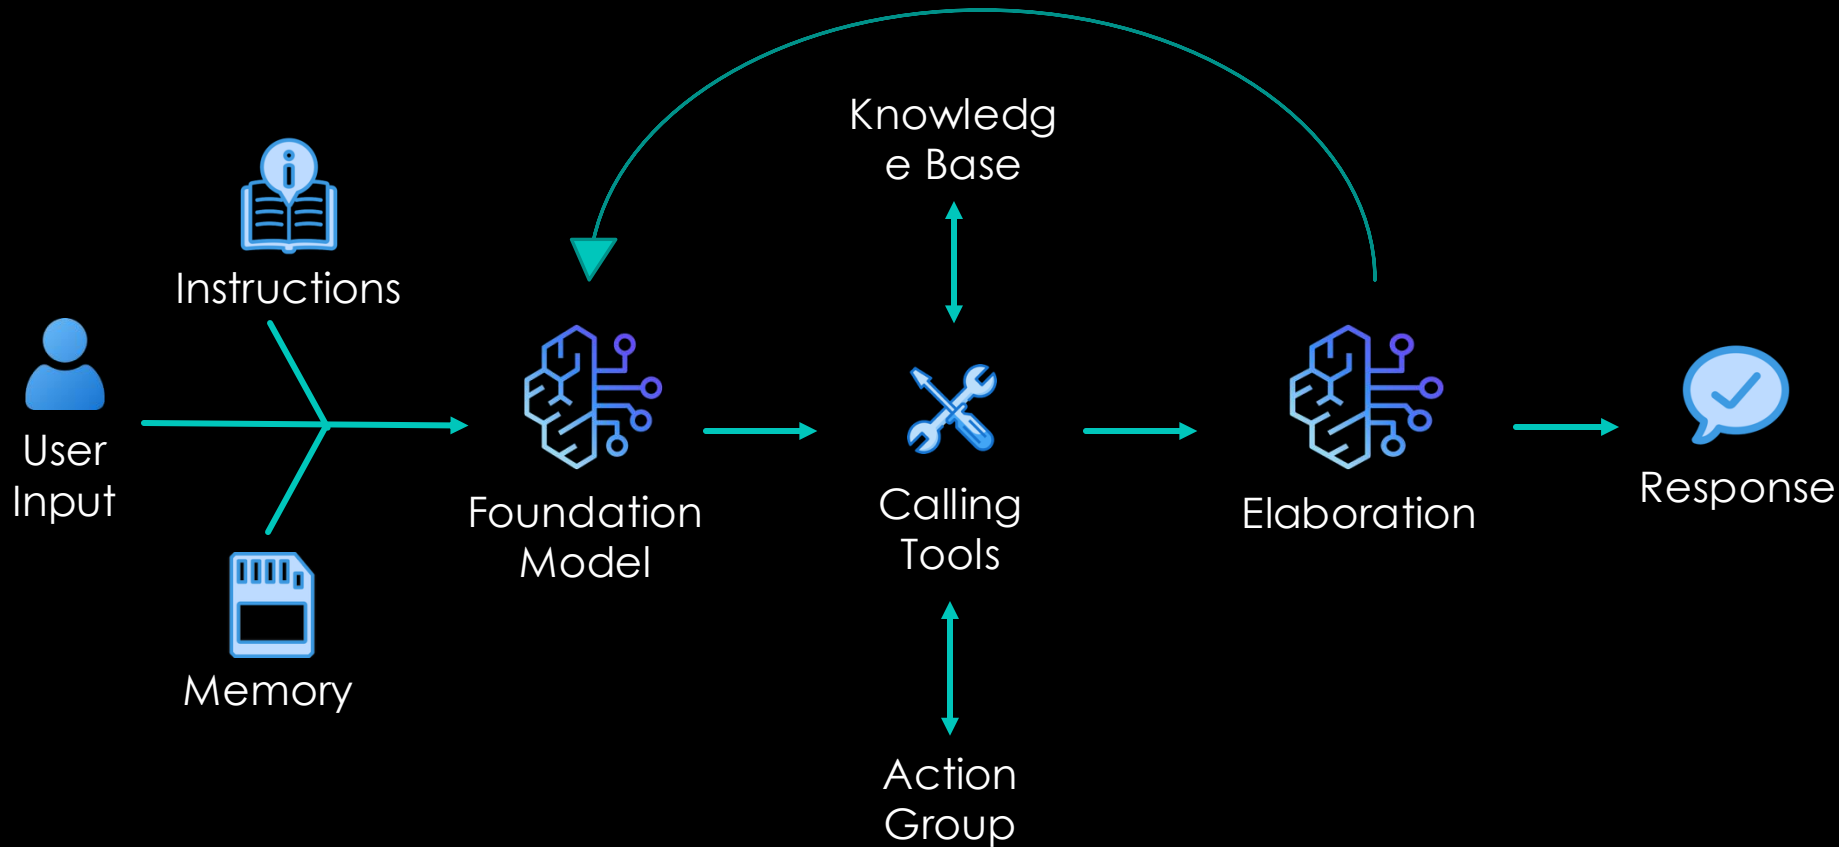 Knowledg
e Base
Instructions
User
Input
Foundation
Model
Calling
Tools
Elaboration
Response
Memory
Action
Group